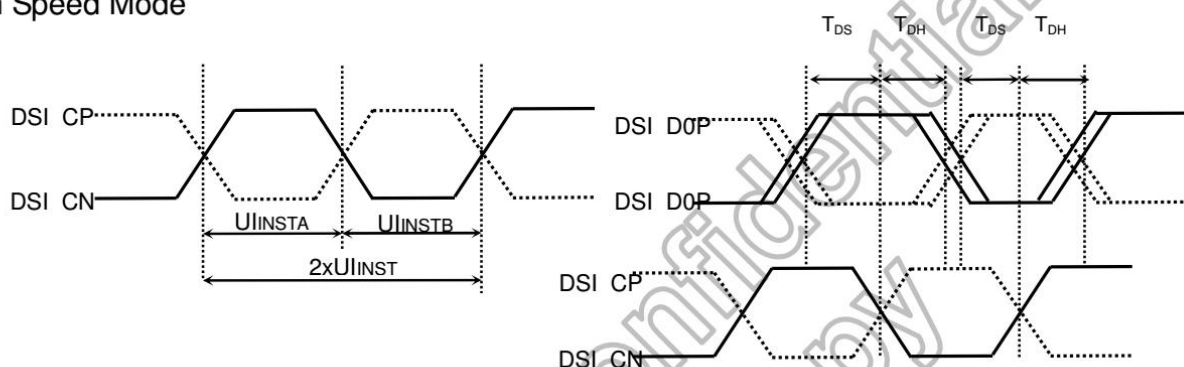 Speed Mode
DSI CP
DSI CN
UIINSTA UIINSTB
2xUIINST
TDS TDH TDS TDH
DSI D0P
DSI D0P
DSI CP
DSI CN